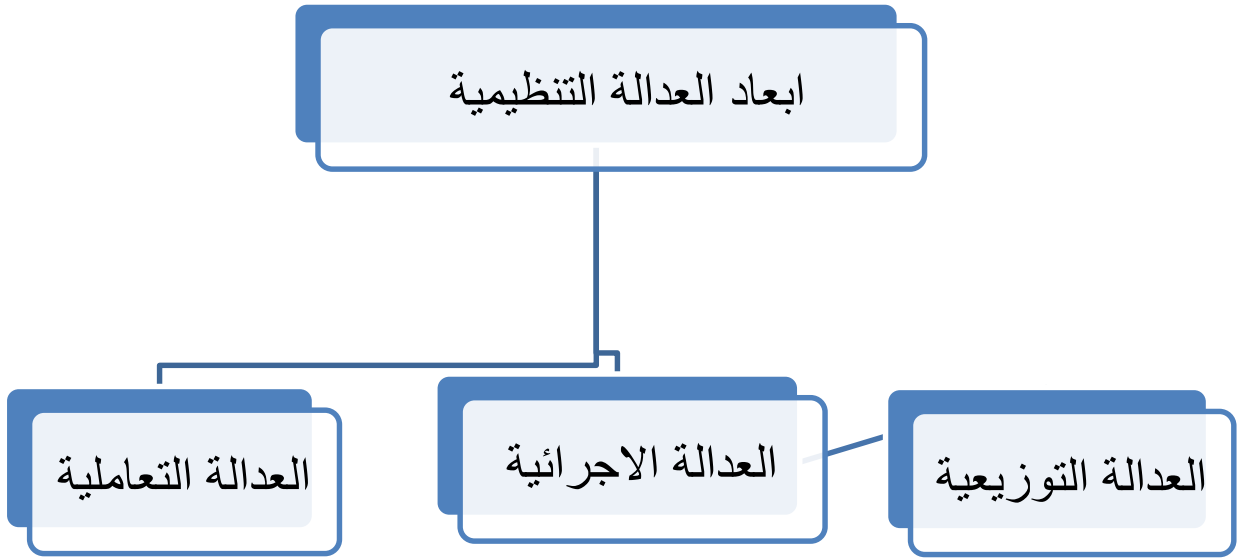 ابعاد العدالة التنظيمية
العدالة التوزيعية
العدالة الاجرائية
العدالة التعاملية